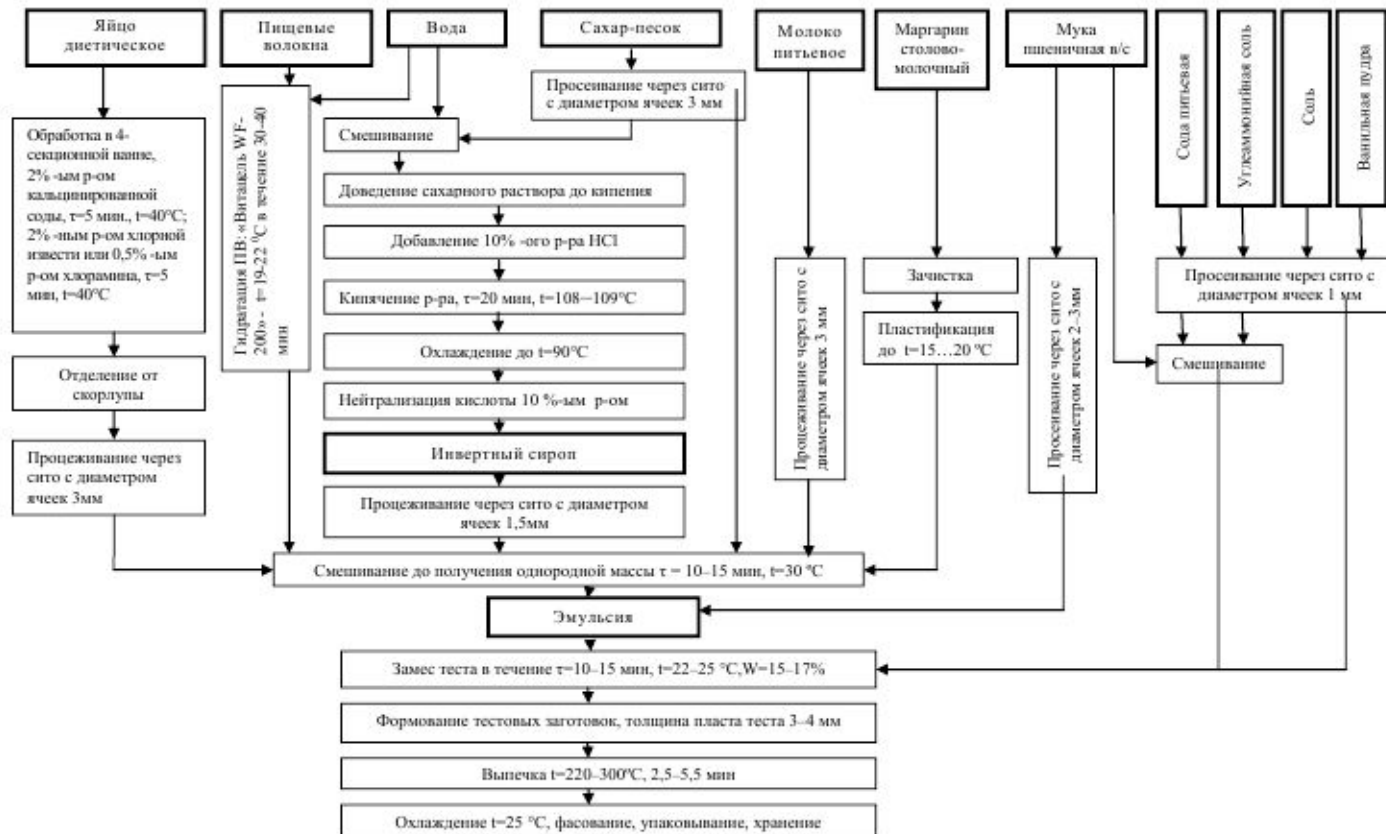 Яйцо
диетическое
Пищевые
волокна
Вода
Сахар-песок
Молоко
питьевое
Маргарин
столово-
молочный
Мука
пшеничная в/с
Сода питьевая
Углеаммонийная соль
Соль
Ванильная пудра
Просеивание через сито
с диаметром ячеек 3 мм
Обработка в 4-
секционной ванне,
2% -ым р-ом
кальцинированной
соды, τ=5 мин., t=40°С;
2% -ным р-ом хлорной
извести или 0,5% -ым
р-ом хлорамина, τ=5
мин, t=40°С
Гидратация ПВ: «Витацель WF-
200» - t= 19-22 ⁰С в течение 30-40
мин
Смешивание
Доведение сахарного раствора до кипения
Добавление 10% -ого р-ра HCl
Кипячение р-ра, τ=20 мин, t=108–109°С
Охлаждение до t=90°С
Нейтрализация кислоты 10 %-ым р-ом
Инвертный сироп
Процеживание через сито с диаметром
ячеек 1,5мм
Процеживание через сито с
диаметром ячеек 3 мм
Зачистка
Пластификация
до t=15…20 ºС
Просеивание через сито с
диаметром ячеек 2–3мм
Просеивание через сито с
диаметром ячеек 1 мм
Смешивание
Отделение от
скорлупы
Процеживание через
сито с диаметром
ячеек 3мм
Смешивание до получения однородной массы τ = 10–15 мин, t=30 ºС
Эмульсия
Замес теста в течение τ=10–15 мин, t=22–25 °С,W=15–17%
Формование тестовых заготовок, толщина пласта теста 3–4 мм
Выпечка t=220–300ºС, 2,5–5,5 мин
Охлаждение t=25 °С, фасование, упаковывание, хранение